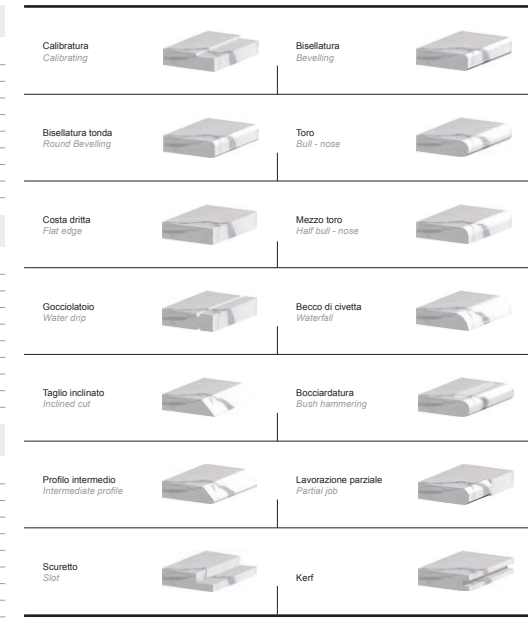 Calibratura
Calibrating
Bisellatura
Bevelling
Bisellatura tonda
Round Bevelling
Toro
Bull - nose
Costa dritta
Flat edge
Mezzo toro
Half bull - nose
Gocciolatoio
Water drip
Becco di civetta
Waterfall
Taglio inclinato
Inclined cut
Bocciardatura
Bush hammering
Profilo intermedio
Intermediate profile
Lavorazione parziale
Partial job
Scuretto
Slot
Kerf